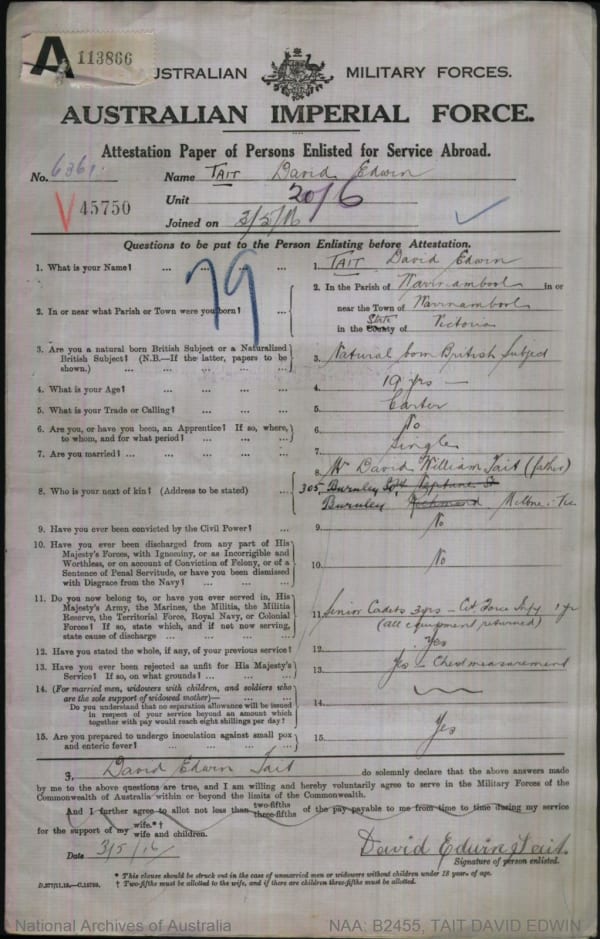 A 113866
AUSTRALIAN MILITARY FORCES.
AUSTRALIAN IMPERIAL FORCE.
Attestation Paper of Persons Enlisted for Service Abroad.
No. 6361. Name TAIT David Edwin
V 45750 Unit 20/6
Joined on 3/5/16
Questions to be put to the Person Enlisting before Attestation.
79
1. What is your Name? ... ... ... 1. TAIT David Edwin
2. In or near what Parish or Town were you born? 2. In the Parish of Warrnambool in or
near the Town of Warrnambool
in the County State of Victoria
3. Are you a natural born British Subject or a Naturalized
British Subject? (N.B.—If the latter, papers to be
shown.) ... ... ... ... 3. Natural born British Subject
4. What is your Age? ... ... ... 4. 19 yrs —
5. What is your Trade or Calling? ... ... ... 5. Carter
6. Are you, or have you been, an Apprentice? If so, where,
to whom, and for what period? ... ... ... 6. No
7. Are you married? ... ... ... ... 7. Single
8. Who is your next of kin? (Address to be stated) ... 8. Mr David William Tait (father)
305 Burnley St Neptune St
Burnley Richmond Melbne. Vic
9. Have you ever been convicted by the Civil Power? ... 9. No
10. Have you ever been discharged from any part of His
Majesty's Forces, with Ignominy, or as Incorrigible and
Worthless, or on account of Conviction of Felony, or of a
Sentence of Penal Servitude, or have you been dismissed
with Disgrace from the Navy? ... ... ... 10. No
11. Do you now belong to, or have you ever served in, His
Majesty's Army, the Marines, the Militia, the Militia
Reserve, the Territorial Force, Royal Navy, or Colonial
Forces? If so, state which, and if not now serving,
state cause of discharge ... ... ... 11. Senior Cadets 3 yrs — Cit. Force Infy 1 yr
(all equipment returned)
12. Have you stated the whole, if any, of your previous service? 12. Yes
13. Have you ever been rejected as unfit for His Majesty's
Service? If so, on what grounds? ... ... 13. Yes — Chest measurement
14. (For married men, widowers with children, and soldiers who
are the sole support of widowed mother)—
Do you understand that no separation allowance will be issued
in respect of your service beyond an amount which
together with pay would reach eight shillings per day? 14.
15. Are you prepared to undergo inoculation against small pox
and enteric fever? ... ... ... ... 15. Yes
I, David Edwin Tait do solemnly declare that the above answers made
by me to the above questions are true, and I am willing and hereby voluntarily agree to serve in the Military Forces of the
Commonwealth of Australia within or beyond the limits of the Commonwealth.
* And I further agree to allot not less than two-fifths three-fifths of the pay payable to me from time to time during my service
for the support of my wife.*† wife and children.
Date 3/5/16 David Edwin Tait.
Signature of person enlisted.
* This clause should be struck out in the case of unmarried men or widowers without children under 18 years of age.
† Two-fifths must be allotted to the wife, and if there are children three-fifths must be allotted.
D.277/11.15.—C.15793.
National Archives of Australia NAA: B2455, TAIT DAVID EDWIN